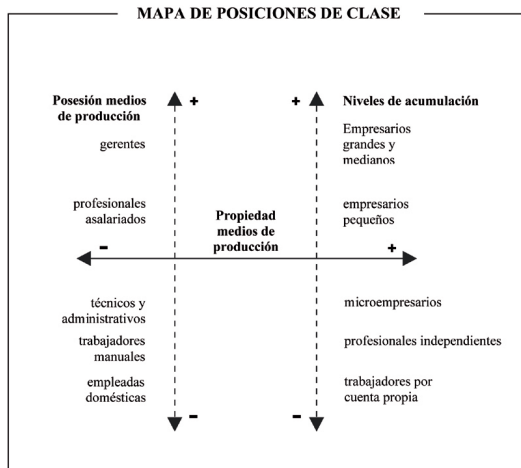 MAPA DE POSICIONES DE CLASE
Posesión medios
de producción
+
+
Niveles de acumulación
gerentes
Empresarios
grandes y
medianos
profesionales
asalariados
empresarios
pequeños
Propiedad
medios de
producción
-
+
técnicos y
administrativos
microempresarios
trabajadores
manuales
profesionales independientes
empleadas
domésticas
trabajadores por
cuenta propia
-
-